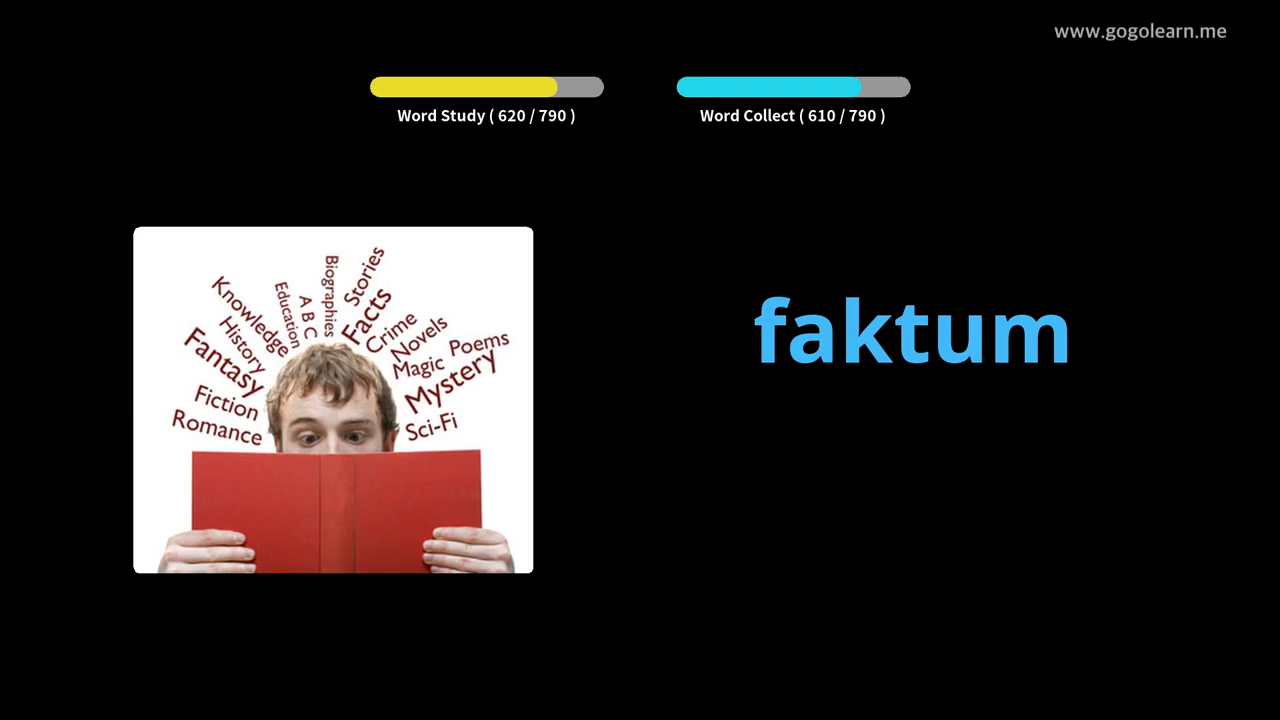 www.gogolearn.me
Word Study ( 620 / 790 )
Word Collect ( 610 / 790 )
faktum
Romance
Fiction
Fantasy
History
Knowledge
Education
A B C
Biographies
Stories
Facts
Crime
Novels
Magic
Poems
Mystery
Sci-Fi